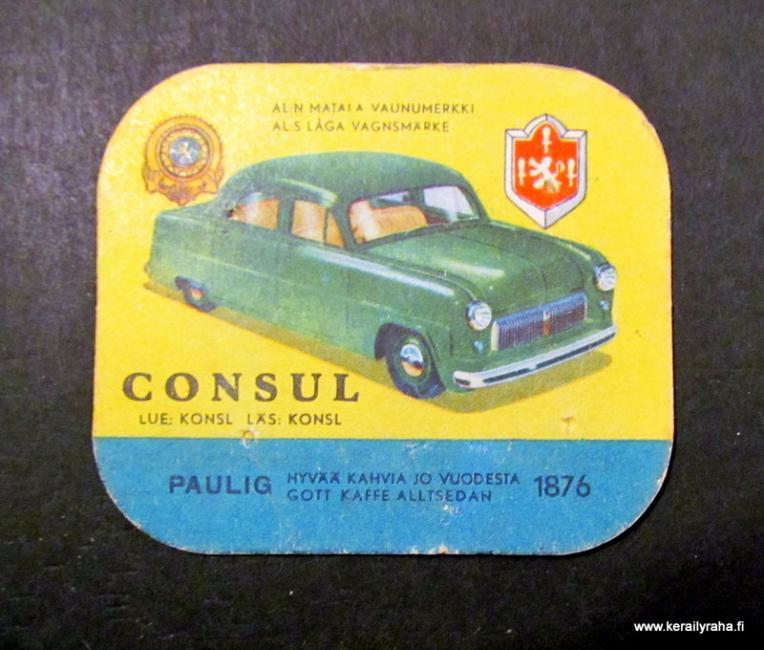 AL:N MATALA VAUNUMERKKI
AL:S LÅGA VAGNSMÄRKE
CONSUL
LUE: KONSL LÄS: KONSL
PAULIG HYVÄÄ KAHVIA JO VUODESTA 1876
GOTT KAFFE ALLTSEDAN
www.kerailyraha.fi